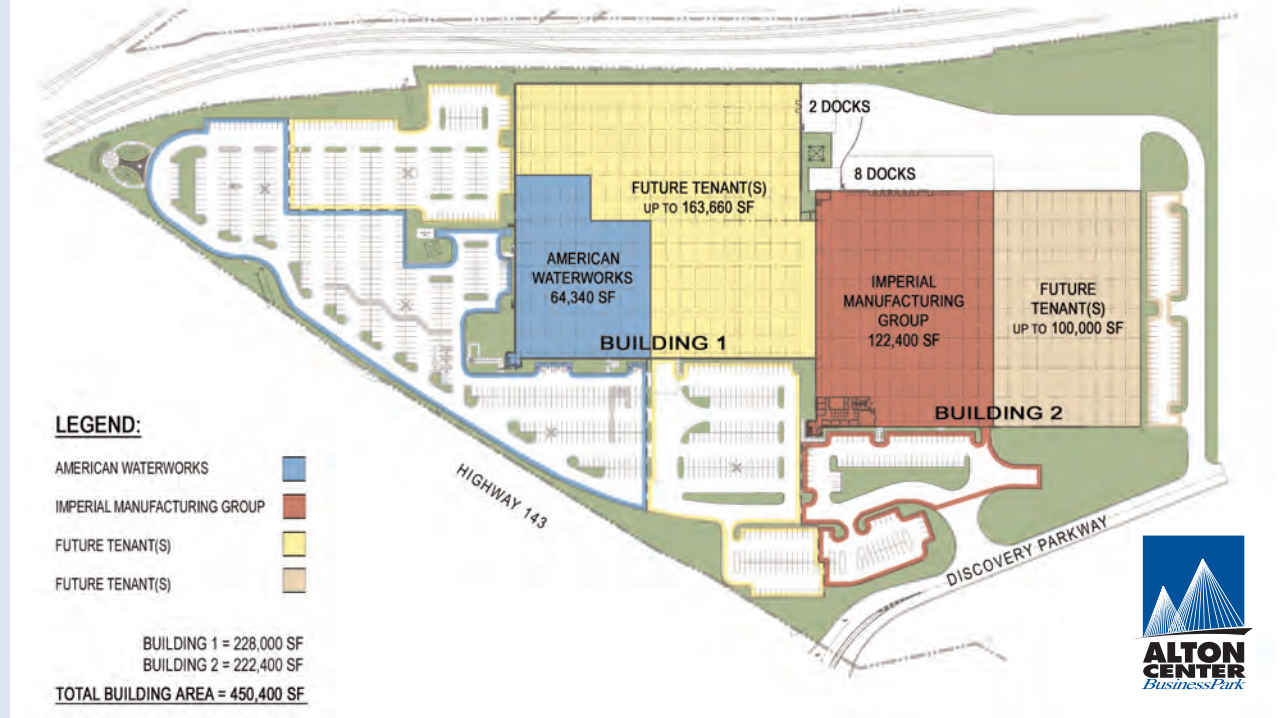 2 DOCKS
8 DOCKS
FUTURE TENANT(S)
UP TO 163,660 SF
AMERICAN
WATERWORKS
64,340 SF
BUILDING 1
IMPERIAL
MANUFACTURING
GROUP
122,400 SF
FUTURE
TENANT(S)
UP TO 100,000 SF
BUILDING 2
HIGHWAY 143
DISCOVERY PARKWAY
LEGEND:
AMERICAN WATERWORKS
IMPERIAL MANUFACTURING GROUP
FUTURE TENANT(S)
FUTURE TENANT(S)
BUILDING 1 = 228,000 SF
BUILDING 2 = 222,400 SF
TOTAL BUILDING AREA = 450,400 SF
ALTON
CENTER
BusinessPark